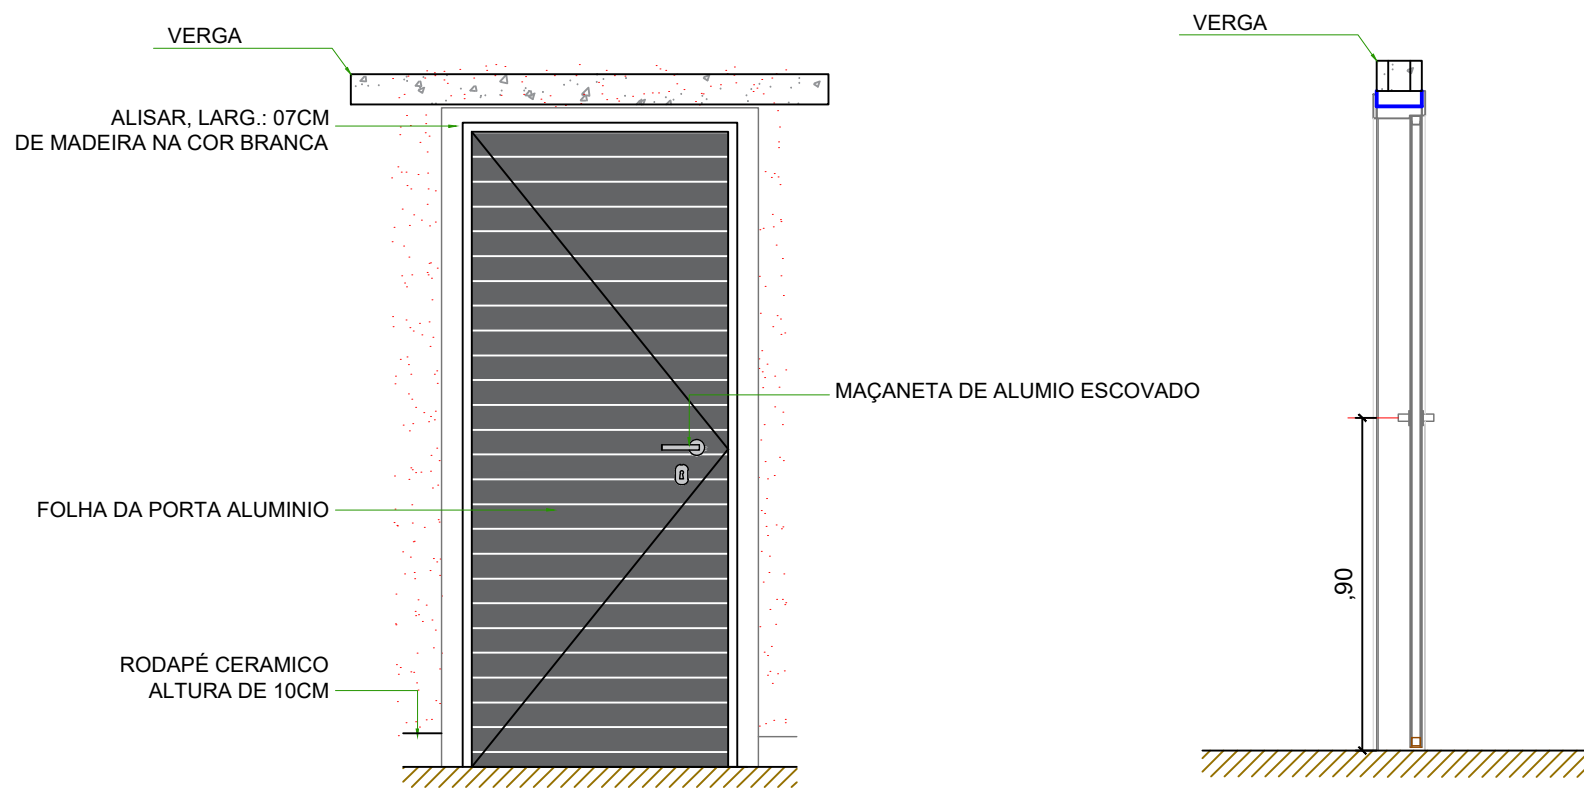 VERGA
ALISAR, LARG.: 07CM
DE MADEIRA NA COR BRANCA
MAÇANETA DE ALUMIO ESCOVADO
FOLHA DA PORTA ALUMINIO
RODAPÉ CERAMICO
ALTURA DE 10CM
VERGA
,90